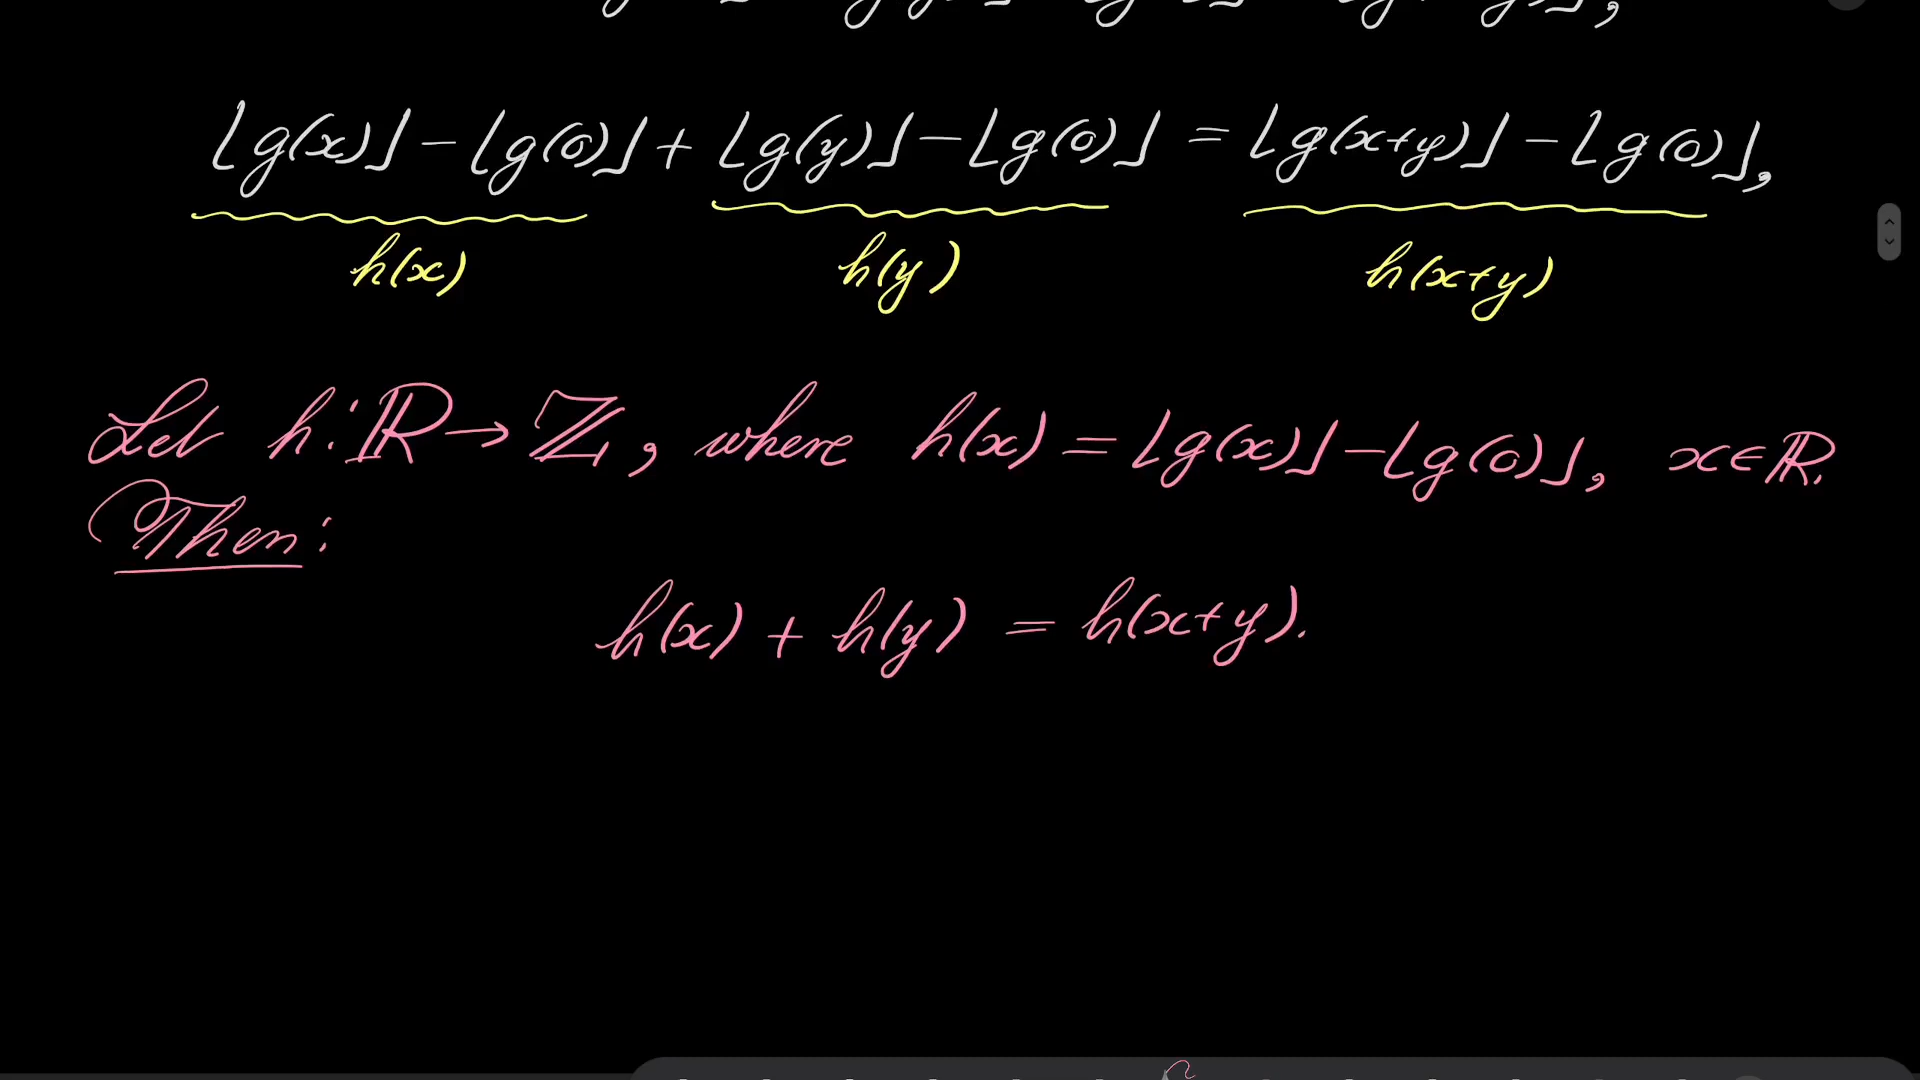 ⌊g(x)⌋ − ⌊g(0)⌋ + ⌊g(y)⌋ − ⌊g(0)⌋ = ⌊g(x+y)⌋ − ⌊g(0)⌋,
h(x) h(y) h(x+y)
Let h: ℝ → ℤ, where h(x) = ⌊g(x)⌋ − ⌊g(0)⌋, x∈ℝ.
Then:
h(x) + h(y) = h(x+y).